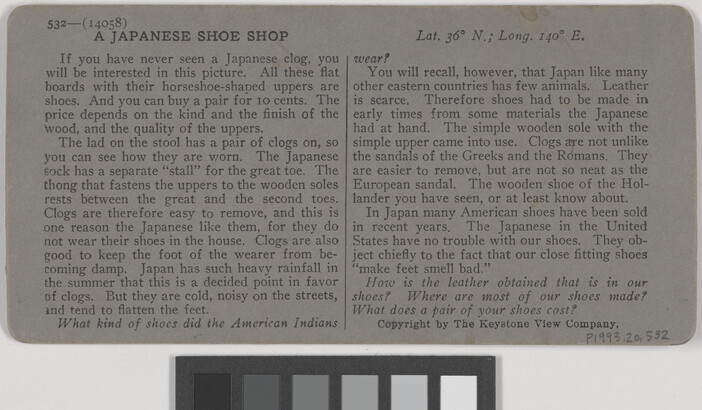 532—(14058)
A JAPANESE SHOE SHOP
Lat. 36° N.; Long. 140° E.
If you have never seen a Japanese clog, you
will be interested in this picture. All these flat
boards with their horseshoe-shaped uppers are
shoes. And you can buy a pair for 10 cents. The
price depends on the kind and the finish of the
wood, and the quality of the uppers.
The lad on the stool has a pair of clogs on, so
you can see how they are worn. The Japanese
sock has a separate "stall" for the great toe. The
thong that fastens the uppers to the wooden soles
rests between the great and the second toes.
Clogs are therefore easy to remove, and this is
one reason the Japanese like them, for they do
not wear their shoes in the house. Clogs are also
good to keep the foot of the wearer from be-
coming damp. Japan has such heavy rainfall in
the summer that this is a decided point in favor
of clogs. But they are cold, noisy on the streets,
and tend to flatten the feet.
What kind of shoes did the American Indians
wear?
You will recall, however, that Japan like many
other eastern countries has few animals. Leather
is scarce. Therefore shoes had to be made in
early times from some materials the Japanese
had at hand. The simple wooden sole with the
simple upper came into use. Clogs are not unlike
the sandals of the Greeks and the Romans. They
are easier to remove, but are not so neat as the
European sandal. The wooden shoe of the Hol-
lander you have seen, or at least know about.
In Japan many American shoes have been sold
in recent years. The Japanese in the United
States have no trouble with our shoes. They ob-
ject chiefly to the fact that our close fitting shoes
"make feet smell bad."
How is the leather obtained that is in our
shoes? Where are most of our shoes made?
What does a pair of your shoes cost?
Copyright by The Keystone View Company.
P1993.20.532